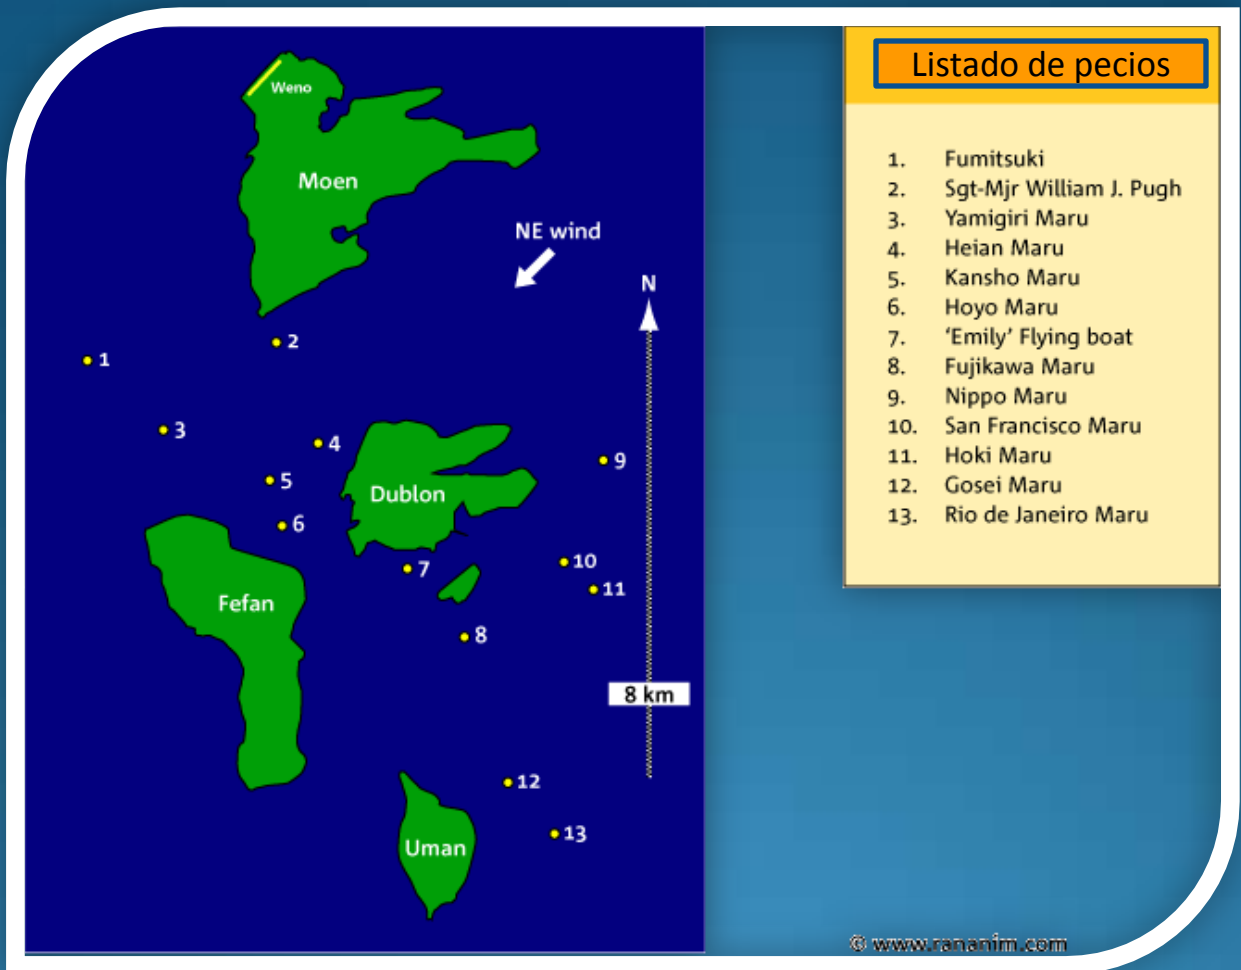 Weno
Moen
NE wind
N
2
1
3
4
9
5
Dublon
6
7
10
11
Fefan
8
8 km
12
13
Uman
Listado de pecios
1. Fumitsuki
2. Sgt-Mjr William J. Pugh
3. Yamigiri Maru
4. Heian Maru
5. Kansho Maru
6. Hoyo Maru
7. ‘Emily’ Flying boat
8. Fujikawa Maru
9. Nippo Maru
10. San Francisco Maru
11. Hoki Maru
12. Gosei Maru
13. Rio de Janeiro Maru
© www.rananim.com